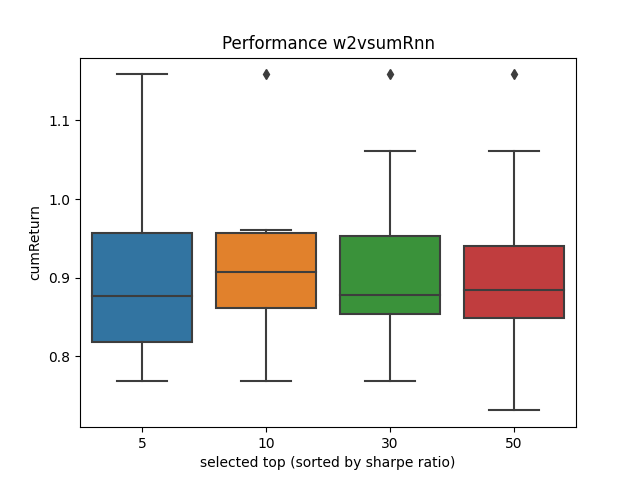 Performance w2vsumRnn
1.1
1.0
0.9
0.8
cumReturn
5 10 30 50
selected top (sorted by sharpe ratio)